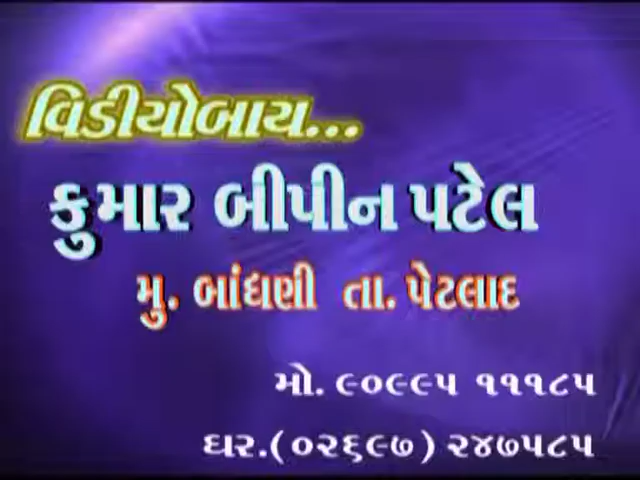 વિડીયોબાય...
કુમાર બીપીન પટેલ
મુ. બાંધણી તા. પેટલાદ
મો. ૯૦૯૯૫ ૧૧૧૮૫
ઘર.(૦૨૬૯૭) ૨૪૭૫૮૫